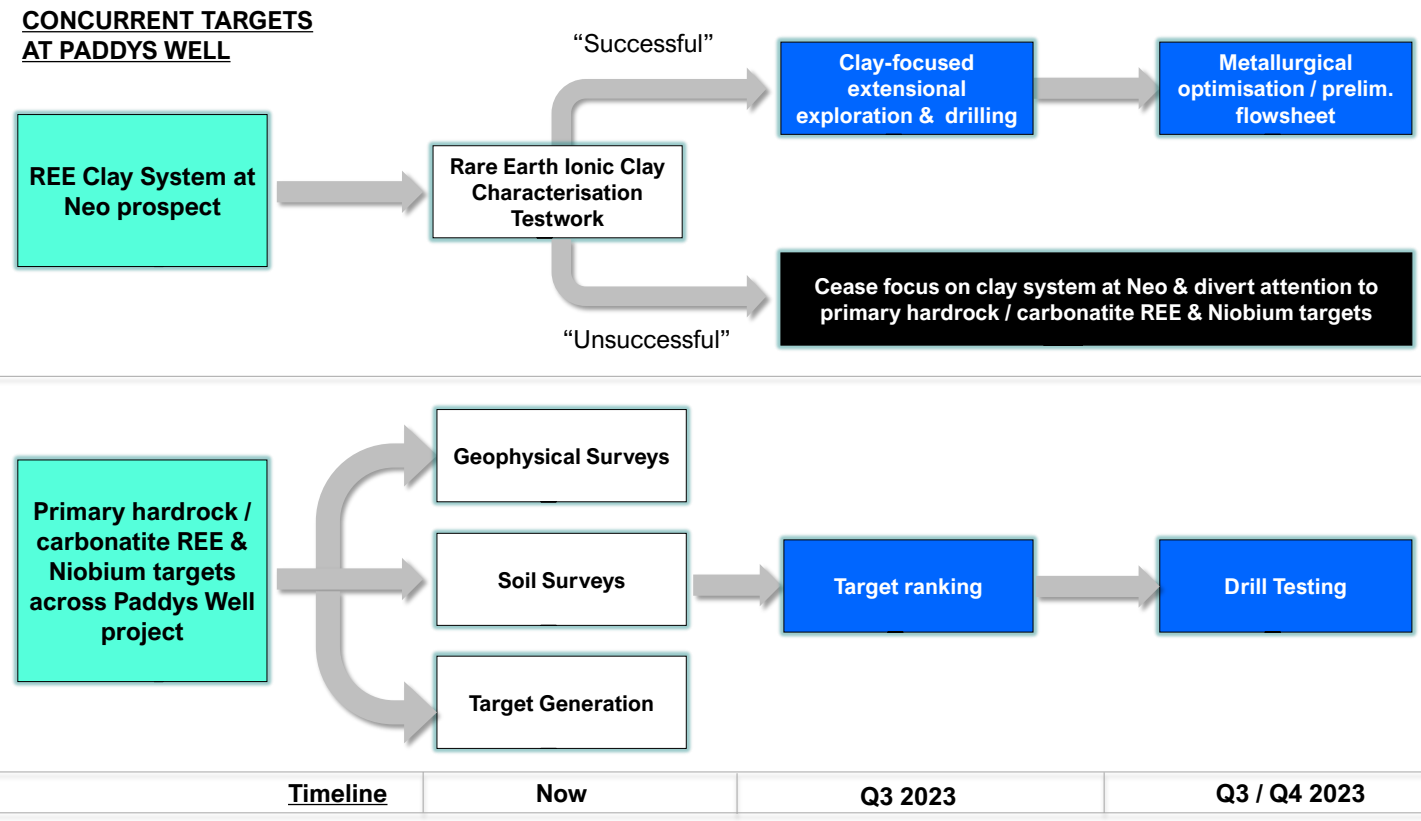 CONCURRENT TARGETS
AT PADDYS WELL
“Successful”
Clay-focused
extensional
exploration & drilling
Metallurgical
optimisation / prelim.
flowsheet
REE Clay System at
Neo prospect
Rare Earth Ionic Clay
Characterisation
Testwork
Cease focus on clay system at Neo & divert attention to
primary hardrock / carbonatite REE & Niobium targets
“Unsuccessful”
Primary hardrock /
carbonatite REE &
Niobium targets
across Paddys Well
project
Geophysical Surveys
Soil Surveys
Target Generation
Target ranking
Drill Testing
Timeline
Now
Q3 2023
Q3 / Q4 2023